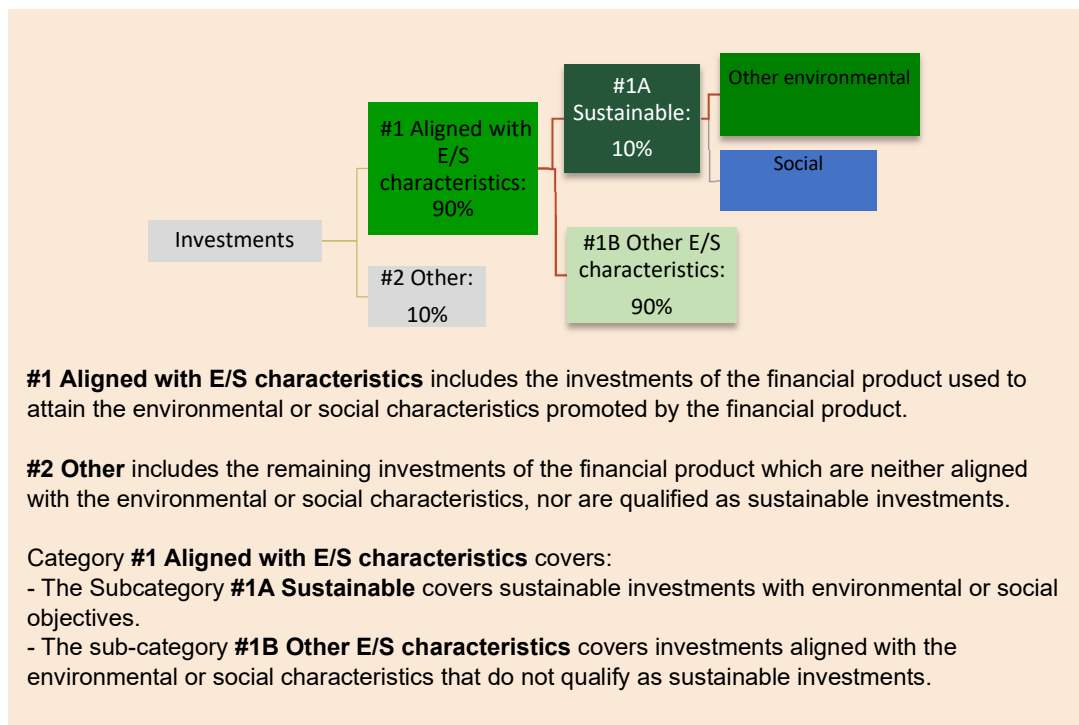 #1A
Sustainable:
10%
Other environmental
#1 Aligned with
E/S
characteristics:
90%
Social
Investments
#1B Other E/S
characteristics:
90%
#2 Other:
10%
#1 Aligned with E/S characteristics includes the investments of the financial product used to
attain the environmental or social characteristics promoted by the financial product.
#2 Other includes the remaining investments of the financial product which are neither aligned
with the environmental or social characteristics, nor are qualified as sustainable investments.
Category #1 Aligned with E/S characteristics covers:
- The Subcategory #1A Sustainable covers sustainable investments with environmental or social
objectives.
- The sub-category #1B Other E/S characteristics covers investments aligned with the
environmental or social characteristics that do not qualify as sustainable investments.